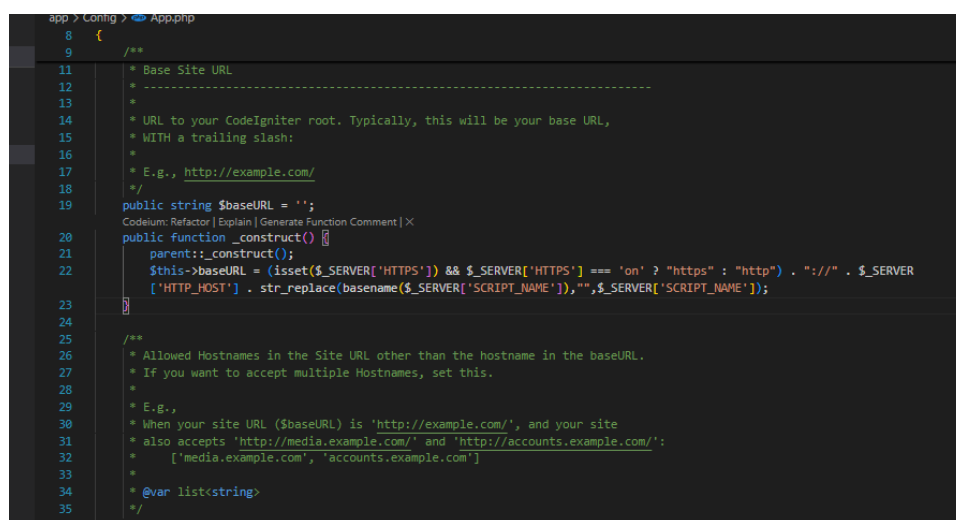 app > Config > App.php
8 {
9 /**
11 * Base Site URL
12 * --------------------------------------------------------------------------
13 *
14 * URL to your CodeIgniter root. Typically, this will be your base URL,
15 * WITH a trailing slash:
16 *
17 * E.g., http://example.com/
18 */
19 public string $baseURL = '';
Codeium: Refactor | Explain | Generate Function Comment | ×
20 public function _construct() {
21 parent::_construct();
22 $this->baseURL = (isset($_SERVER['HTTPS']) && $_SERVER['HTTPS'] === 'on' ? "https" : "http") . "://" . $_SERVER
['HTTP_HOST'] . str_replace(basename($_SERVER['SCRIPT_NAME']),"",$_SERVER['SCRIPT_NAME']);
23 }
24
25 /**
26 * Allowed Hostnames in the Site URL other than the hostname in the baseURL.
27 * If you want to accept multiple Hostnames, set this.
28 *
29 * E.g.,
30 * When your site URL ($baseURL) is 'http://example.com/', and your site
31 * also accepts 'http://media.example.com/' and 'http://accounts.example.com/':
32 * ['media.example.com', 'accounts.example.com']
33 *
34 * @var list<string>
35 */